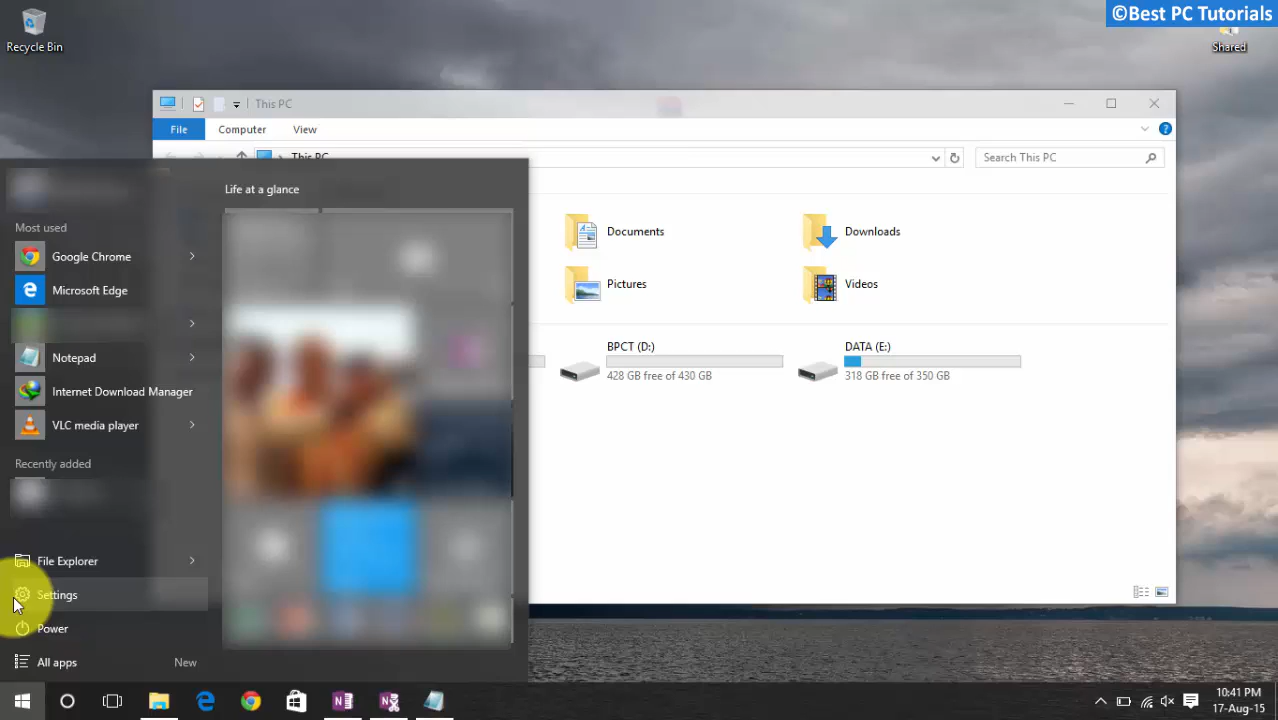 ©Best PC Tutorials
Recycle Bin
Shared
This PC
File
Computer
View
This PC
Search This PC
Life at a glance
Most used
Google Chrome
Microsoft Edge
Notepad
Internet Download Manager
VLC media player
Recently added
File Explorer
Settings
Power
All apps
New
Documents
Downloads
Pictures
Videos
BPCT (D:)
428 GB free of 430 GB
DATA (E:)
318 GB free of 350 GB
10:41 PM
17-Aug-15